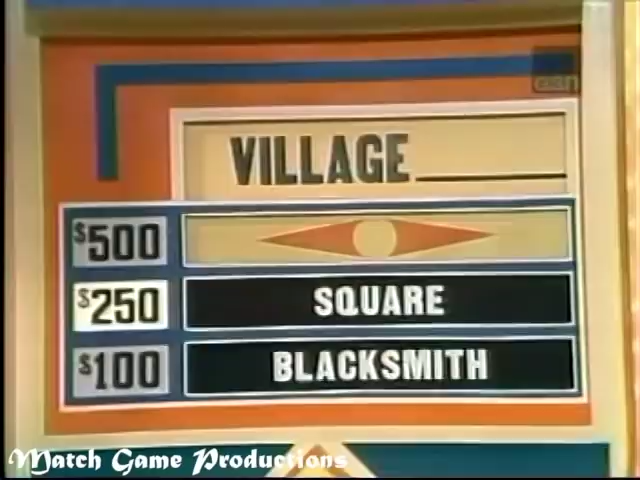 VILLAGE
$500
$250 SQUARE
$100 BLACKSMITH
Match Game Productions